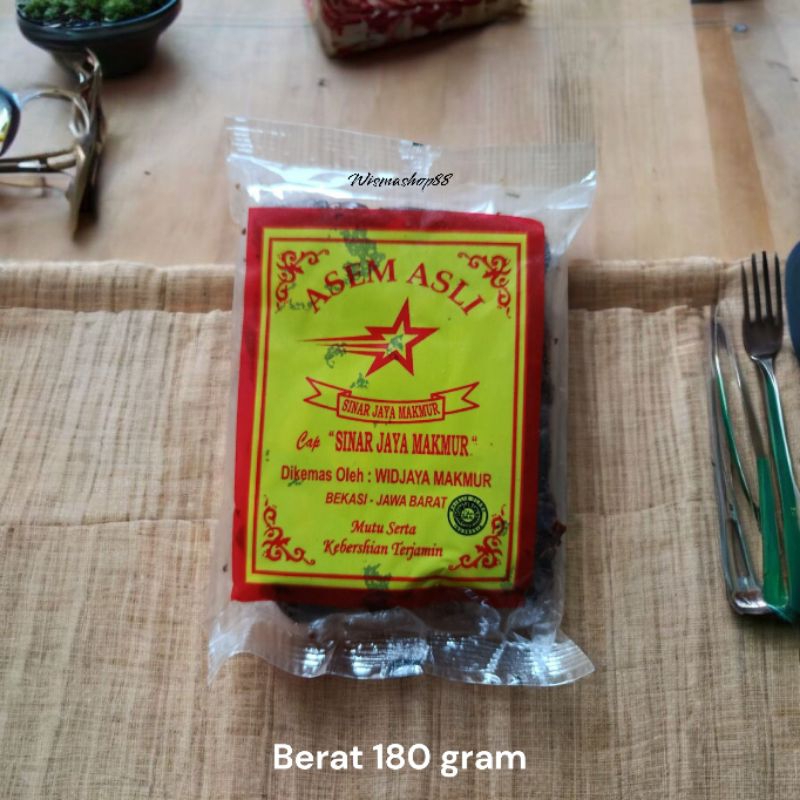 Wismashop88
ASEM ASLI
SINAR JAYA MAKMUR
Cap "SINAR JAYA MAKMUR"
Dikemas Oleh : WIDJAYA MAKMUR
BEKASI - JAWA BARAT
Mutu Serta
Kebershian Terjamin
Berat 180 gram